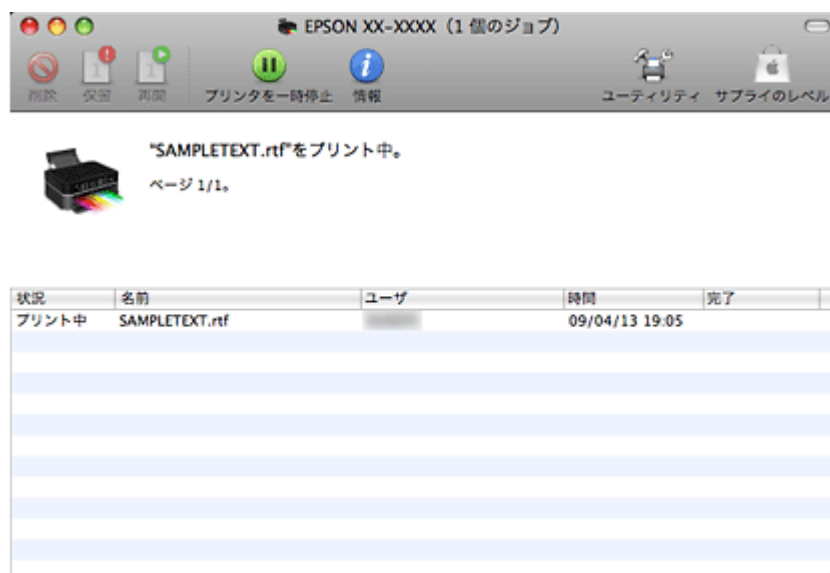 EPSON XX-XXXX (1 個のジョブ)
削除 保留 再開 プリンタを一時停止 情報 ユーティリティ サプライのレベル
"SAMPLETEXT.rtf"をプリント中。
ページ 1/1。
状況 名前 ユーザ 時間 完了
プリント中 SAMPLETEXT.rtf 09/04/13 19:05